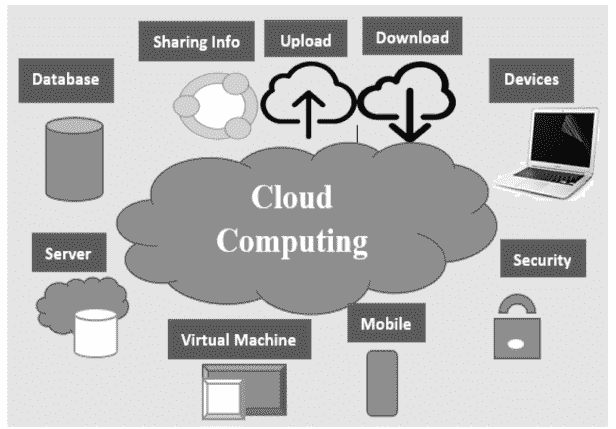 Sharing Info
Upload
Download
Database
Devices
Cloud
Computing
Server
Security
Virtual Machine
Mobile